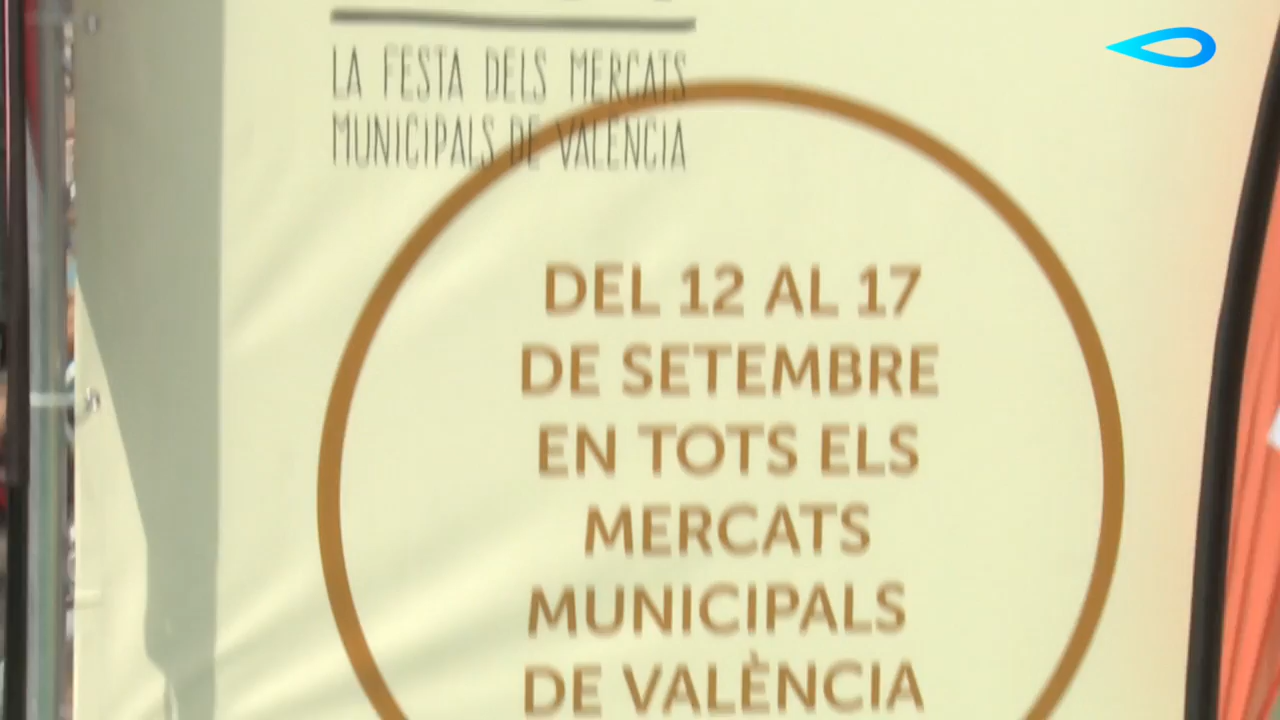 LA FESTA DELS MERCATS
MUNICIPALS DE VALÈNCIA
DEL 12 AL 17
DE SETEMBRE
EN TOTS ELS
MERCATS
MUNICIPALS
DE VALÈNCIA